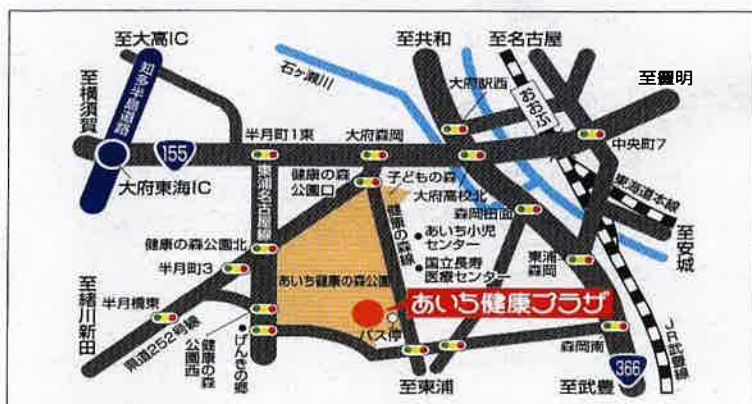 至大高IC
至共和
至名古屋
至豊明
知多半島道路
石ヶ瀬川
大府駅西
おおぶ
至横須賀
155
半月町1東
大府森岡
中央町7
大府東海IC
東浦名古屋線
健康の森
公園口
子どもの森
大府高校北
東海道本線
森岡田面
健康の森線
あいち小児
センター
健康の森公園北
半月町3
国立長寿
医療センター
東浦
森岡
至安城
あいち健康の森公園
至緒川新田
半月橋東
あいち健康プラザ
バス停
県道252号線
健康の森
公園西
げんきの郷
森岡南
JR武豊線
366
至東浦
至武豊